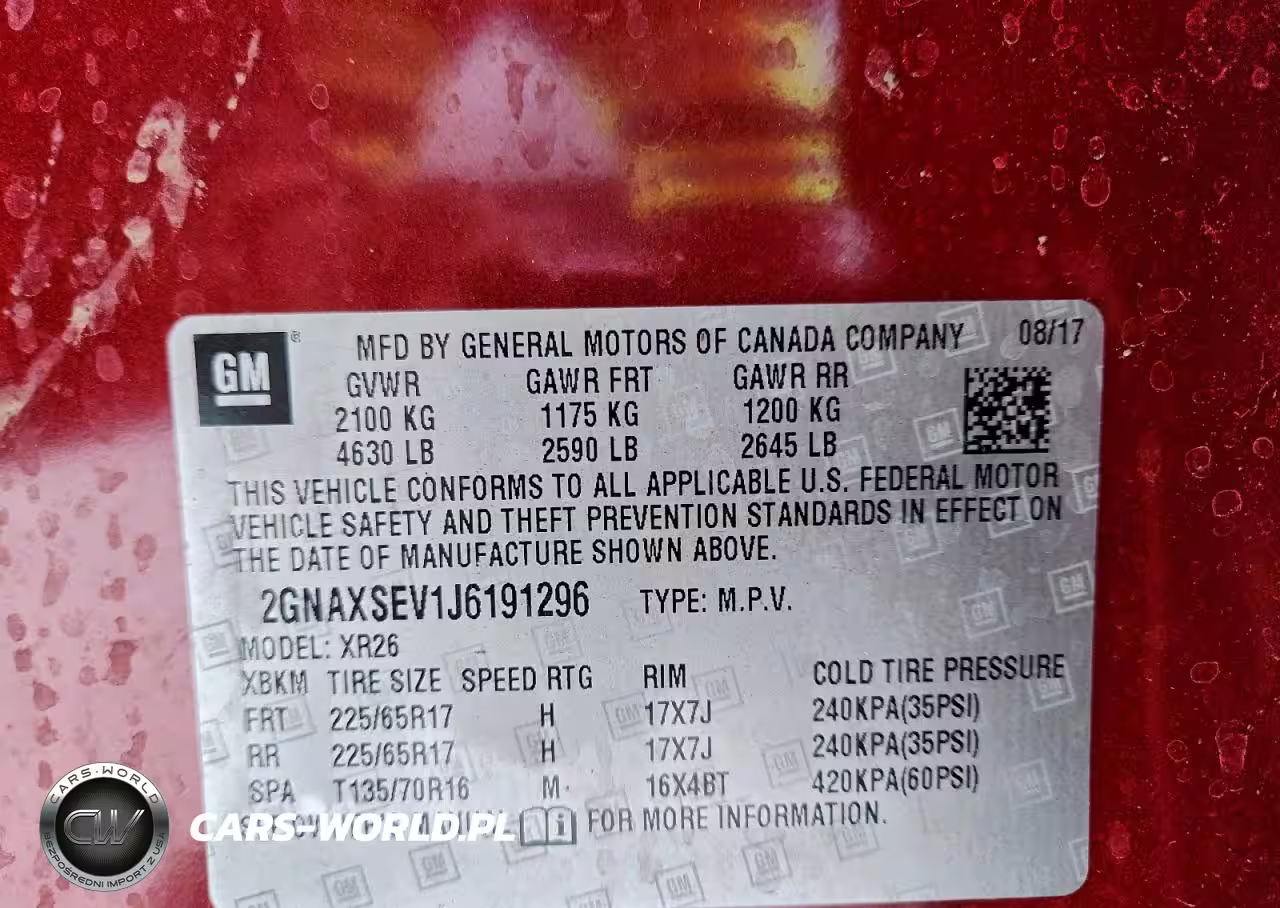 GM ® MFD BY GENERAL MOTORS OF CANADA COMPANY 08/17
GVWR GAWR FRT GAWR RR
2100 KG 1175 KG 1200 KG
4630 LB 2590 LB 2645 LB
THIS VEHICLE CONFORMS TO ALL APPLICABLE U.S. FEDERAL MOTOR
VEHICLE SAFETY AND THEFT PREVENTION STANDARDS IN EFFECT ON
THE DATE OF MANUFACTURE SHOWN ABOVE.
2GNAXSEV1J6191296 TYPE: M.P.V.
MODEL: XR26
XBKM TIRE SIZE SPEED RTG RIM COLD TIRE PRESSURE
FRT 225/65R17 H 17X7J 240KPA(35PSI)
RR 225/65R17 H 17X7J 240KPA(35PSI)
SPA T135/70R16 M 16X4BT 420KPA(60PSI)
FOR MORE INFORMATION.
CARS-WORLD.PL
CARS-WORLD
CW
BEZPOŚREDNI IMPORT Z USA